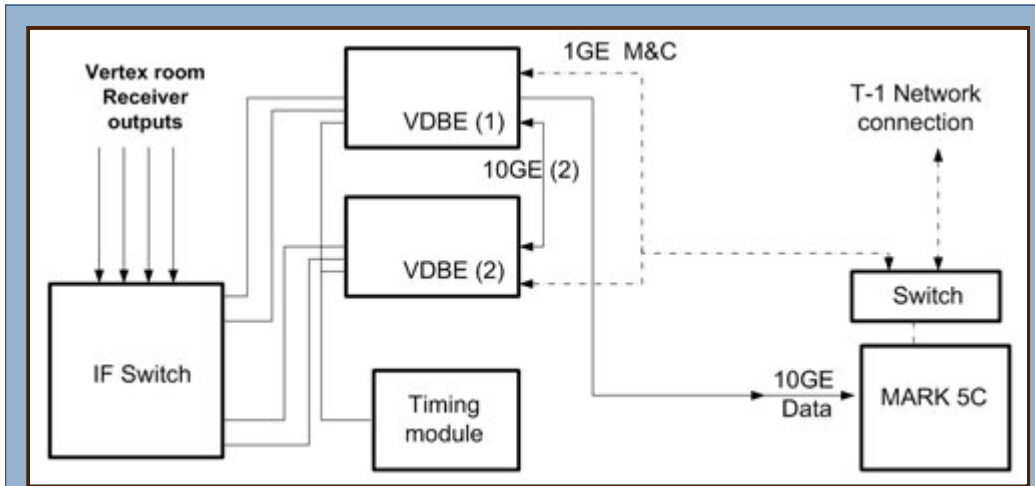 Vertex room
Receiver
outputs
1GE M&C
VDBE (1)
10GE (2)
VDBE (2)
T-1 Network
connection
Switch
IF Switch
Timing
module
10GE
Data
MARK 5C